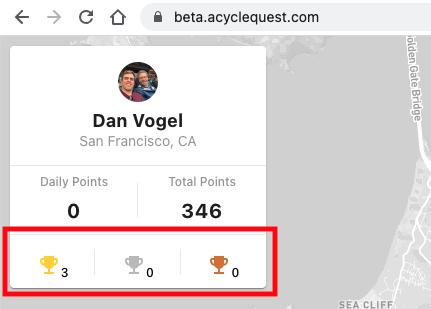 beta.acyclequest.com
Golden Gate Bridge
Dan Vogel
San Francisco, CA
Daily Points
Total Points
0
346
3
0
0
SEA CLIFF